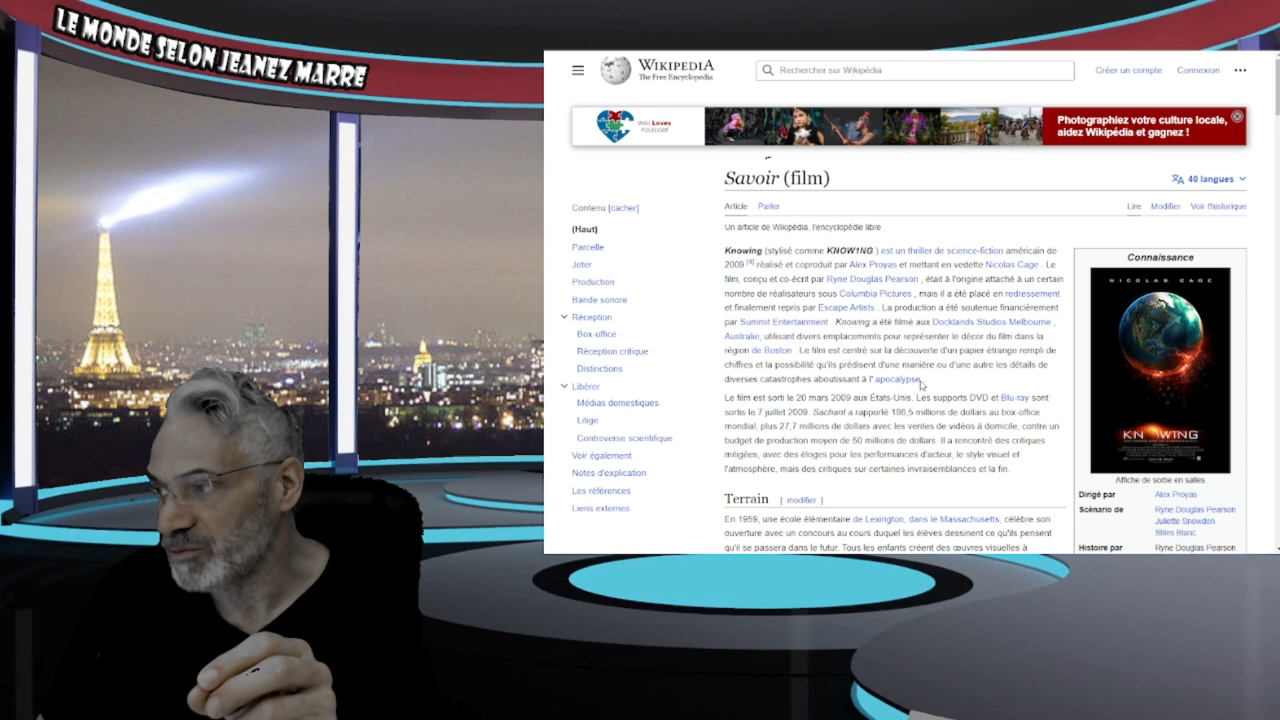 LE MONDE SELON JEANEZ MARRE
WIKIPEDIA
The Free Encyclopedia
Rechercher sur Wikipédia
Créer un compte
Connexion
Wiki Loves
FOLKLORE
Photographiez votre culture locale,
aidez Wikipédia et gagnez !
Savoir (film)
40 langues
Article Parler
Lire Modifier Voir l'historique
Un article de Wikipédia, l'encyclopédie libre
Contenu [cacher]
(Haut)
Parcelle
Jeter
Production
Bande sonore
Réception
Box-office
Réception critique
Distinctions
Libérer
Médias domestiques
Litige
Controverse scientifique
Voir également
Notes d'explication
Les références
Liens externes
Knowing (stylisé comme KNOW1NG ) est un thriller de science-fiction américain de
2009 [4] réalisé et coproduit par Alex Proyas et mettant en vedette Nicolas Cage . Le
film, conçu et co-écrit par Ryne Douglas Pearson , était à l'origine attaché à un certain
nombre de réalisateurs sous Columbia Pictures , mais il a été placé en redressement
et finalement repris par Escape Artists . La production a été soutenue financièrement
par Summit Entertainment . Knowing a été filmé aux Docklands Studios Melbourne ,
Australie, utilisant divers emplacements pour représenter le décor du film dans la
région de Boston . Le film est centré sur la découverte d'un papier étrange rempli de
chiffres et la possibilité qu'ils prédisent d'une manière ou d'une autre les détails de
diverses catastrophes aboutissant à l' apocalypse
Le film est sorti le 20 mars 2009 aux États-Unis. Les supports DVD et Blu-ray sont
sortis le 7 juillet 2009. Sachant a rapporté 186,5 millions de dollars au box-office
mondial, plus 27,7 millions de dollars avec les ventes de vidéos à domicile, contre un
budget de production moyen de 50 millions de dollars. Il a rencontré des critiques
mitigées, avec des éloges pour les performances d'acteur, le style visuel et
l'atmosphère, mais des critiques sur certaines invraisemblances et la fin.
Terrain [ modifier ]
En 1959, une école élémentaire de Lexington, dans le Massachusetts, célèbre son
ouverture avec un concours au cours duquel les élèves dessinent ce qu'ils pensent
qu'il se passera dans le futur. Tous les enfants créent des œuvres visuelles à
Connaissance
NICOLAS CAGE
KNOWING
Affiche de sortie en salles
Dirigé par Alex Proyas
Scénario de Ryne Douglas Pearson
Juliette Snowden
Stiles Blanc
Histoire par Ryne Douglas Pearson